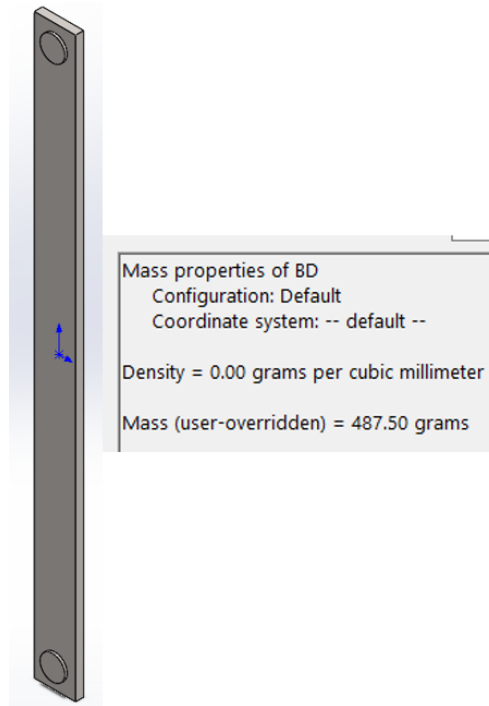 Mass properties of BD
Configuration: Default
Coordinate system: -- default --
Density = 0.00 grams per cubic millimeter
Mass (user-overridden) = 487.50 grams